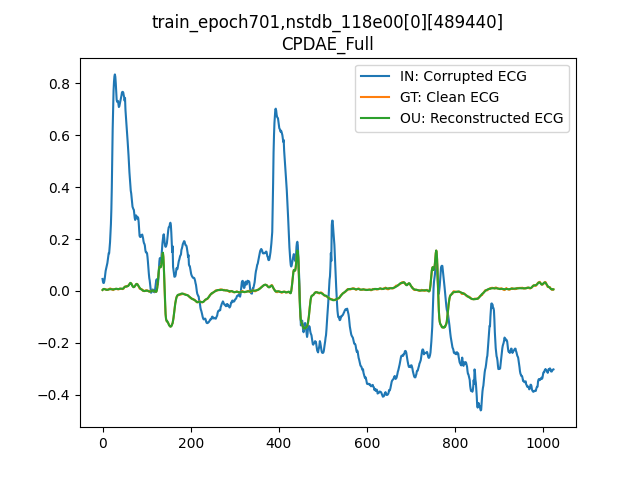 train_epoch701,nstdb_118e00[0][489440]
CPDAE_Full
IN: Corrupted ECG
GT: Clean ECG
OU: Reconstructed ECG
0.8
0.6
0.4
0.2
0.0
−0.2
−0.4
0 200 400 600 800 1000